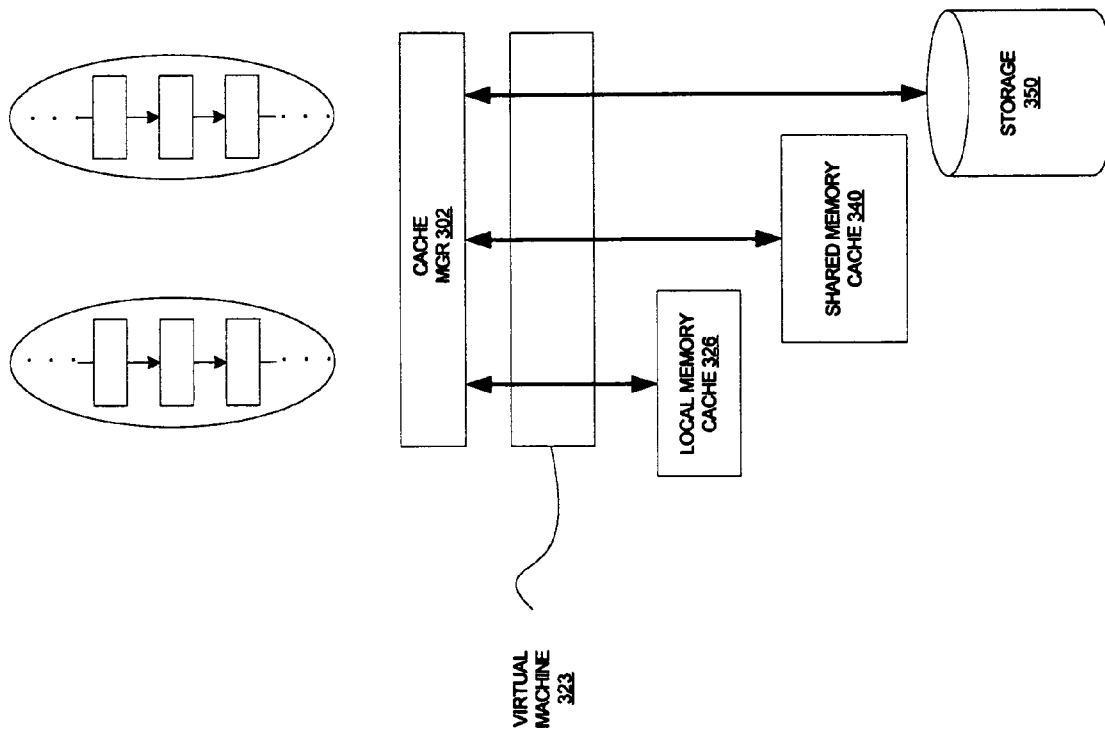 CACHE
MGR 302
VIRTUAL
MACHINE
323
LOCAL MEMORY
CACHE 326
SHARED MEMORY
CACHE 340
STORAGE
350